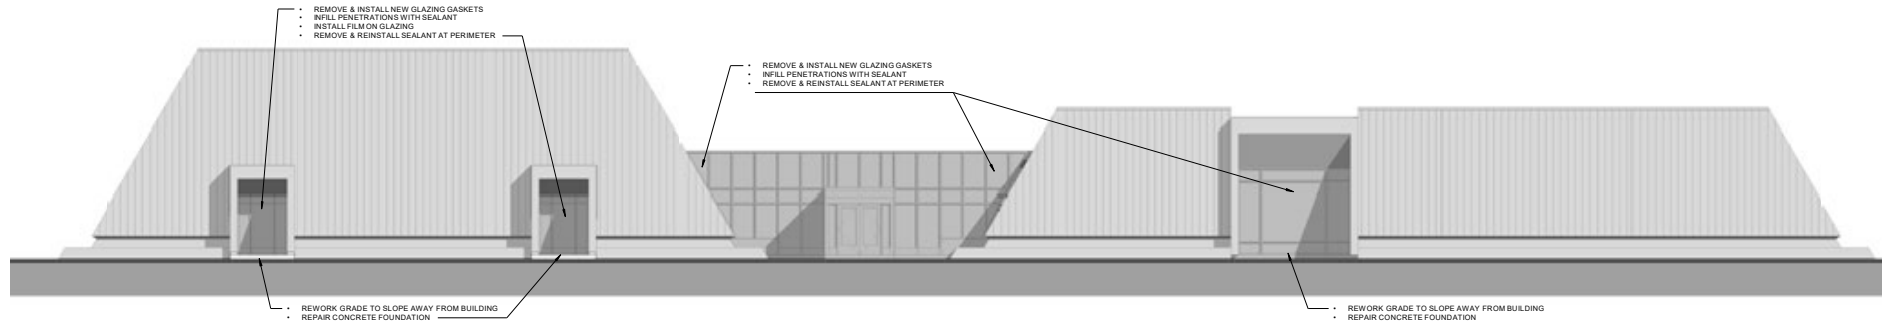 • REMOVE & INSTALL NEW GLAZING GASKETS
• INFILL PENETRATIONS WITH SEALANT
• INSTALL FILM ON GLAZING
• REMOVE & REINSTALL SEALANT AT PERIMETER
• REMOVE & INSTALL NEW GLAZING GASKETS
• INFILL PENETRATIONS WITH SEALANT
• REMOVE & REINSTALL SEALANT AT PERIMETER
• REWORK GRADE TO SLOPE AWAY FROM BUILDING
• REPAIR CONCRETE FOUNDATION
• REWORK GRADE TO SLOPE AWAY FROM BUILDING
• REPAIR CONCRETE FOUNDATION